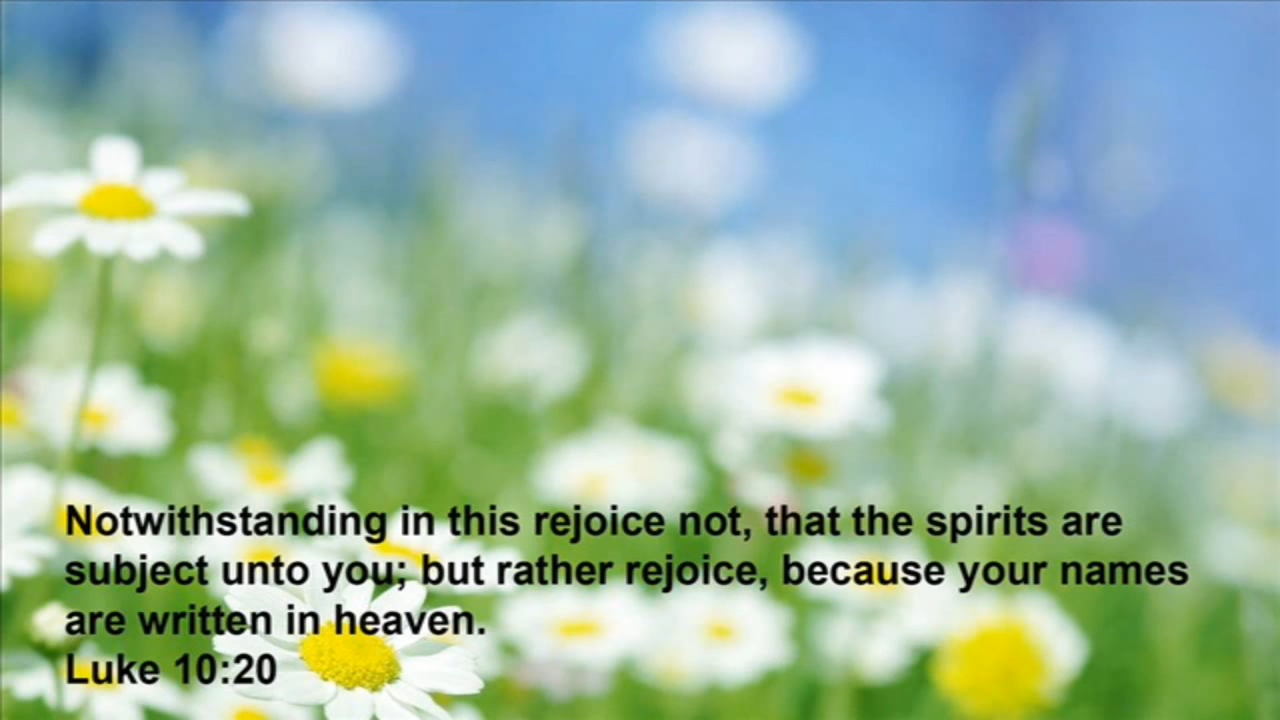 Notwithstanding in this rejoice not, that the spirits are
subject unto you; but rather rejoice, because your names
are written in heaven.
Luke 10:20